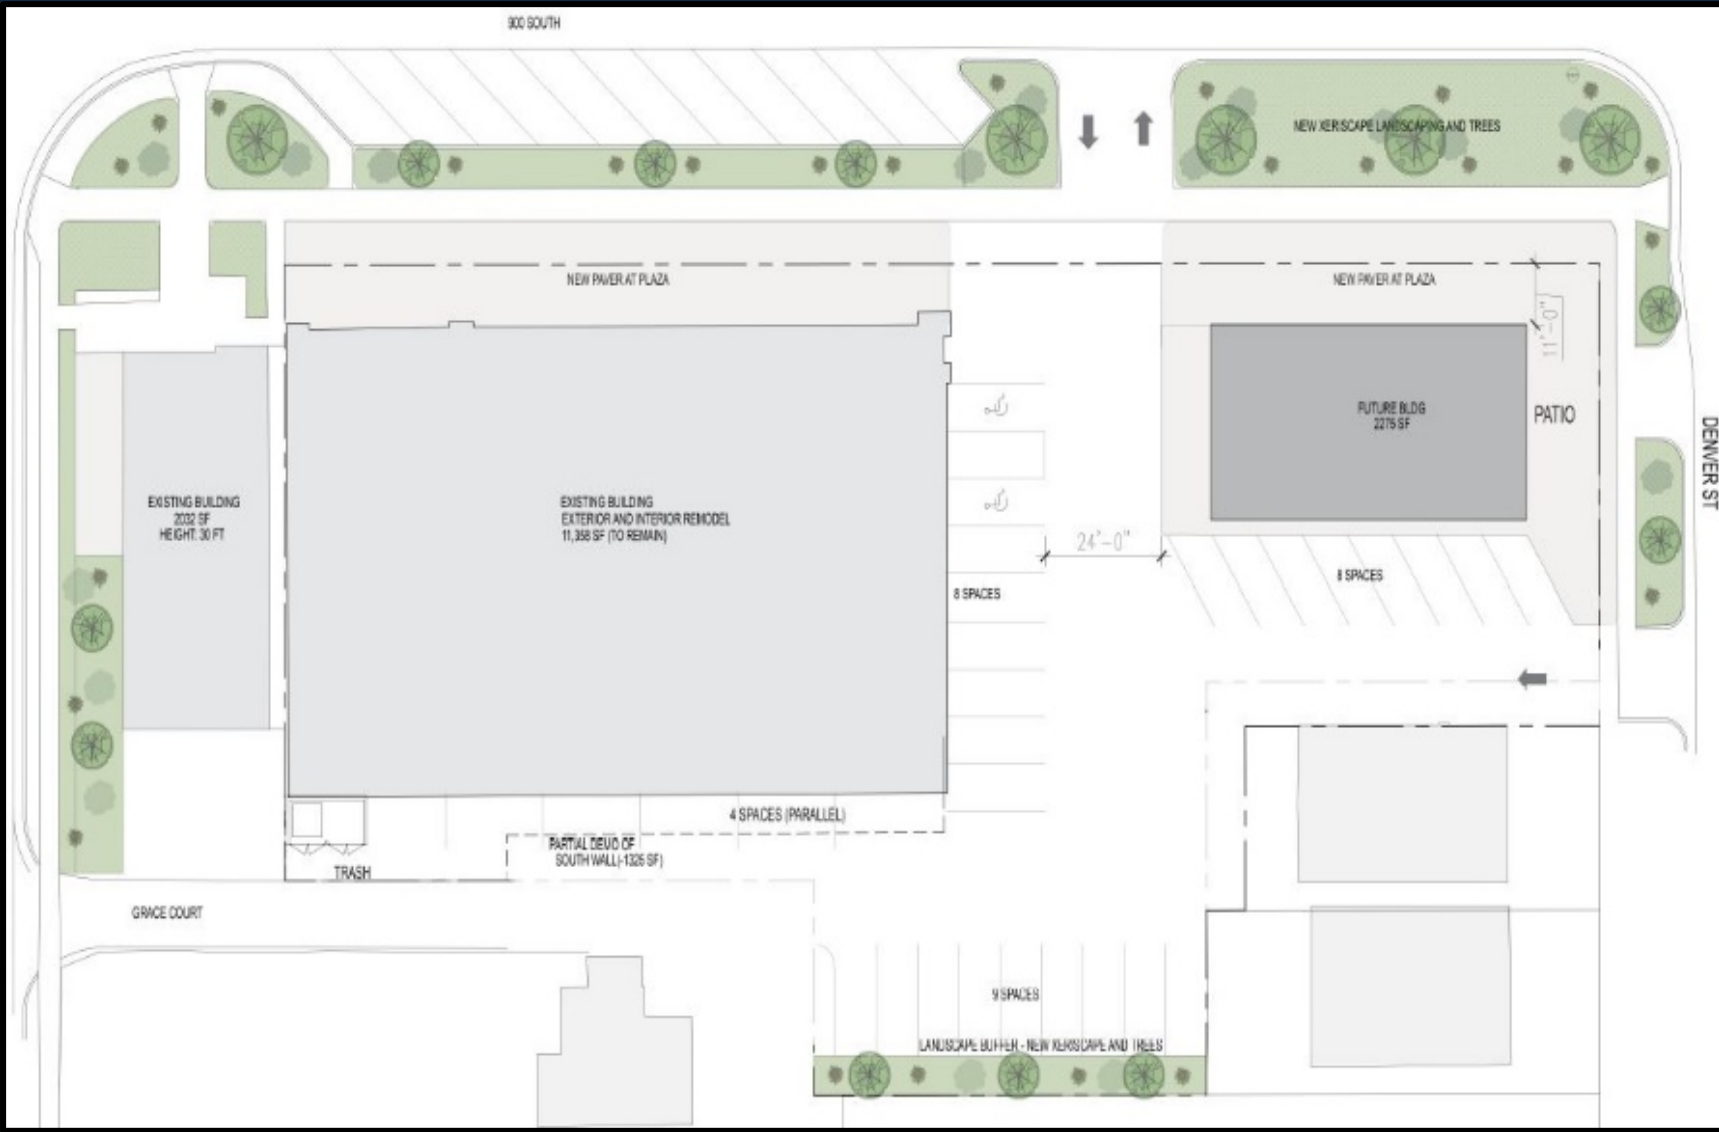 900 SOUTH
NEW XERISCAPE LANDSCAPING AND TREES
NEW PAVER AT PLAZA
NEW PAVER AT PLAZA
11'-0"
FUTURE BLDG
2275 SF
PATIO
DENVER ST
EXISTING BUILDING
2032 SF
HEIGHT: 30 FT
EXISTING BUILDING
EXTERIOR AND INTERIOR REMODEL
11,358 SF (TO REMAIN)
24'-0"
8 SPACES
8 SPACES
4 SPACES (PARALLEL)
PARTIAL DEMO OF
SOUTH WALL (-1325 SF)
TRASH
GRACE COURT
9 SPACES
LANDSCAPE BUFFER - NEW XERISCAPE AND TREES